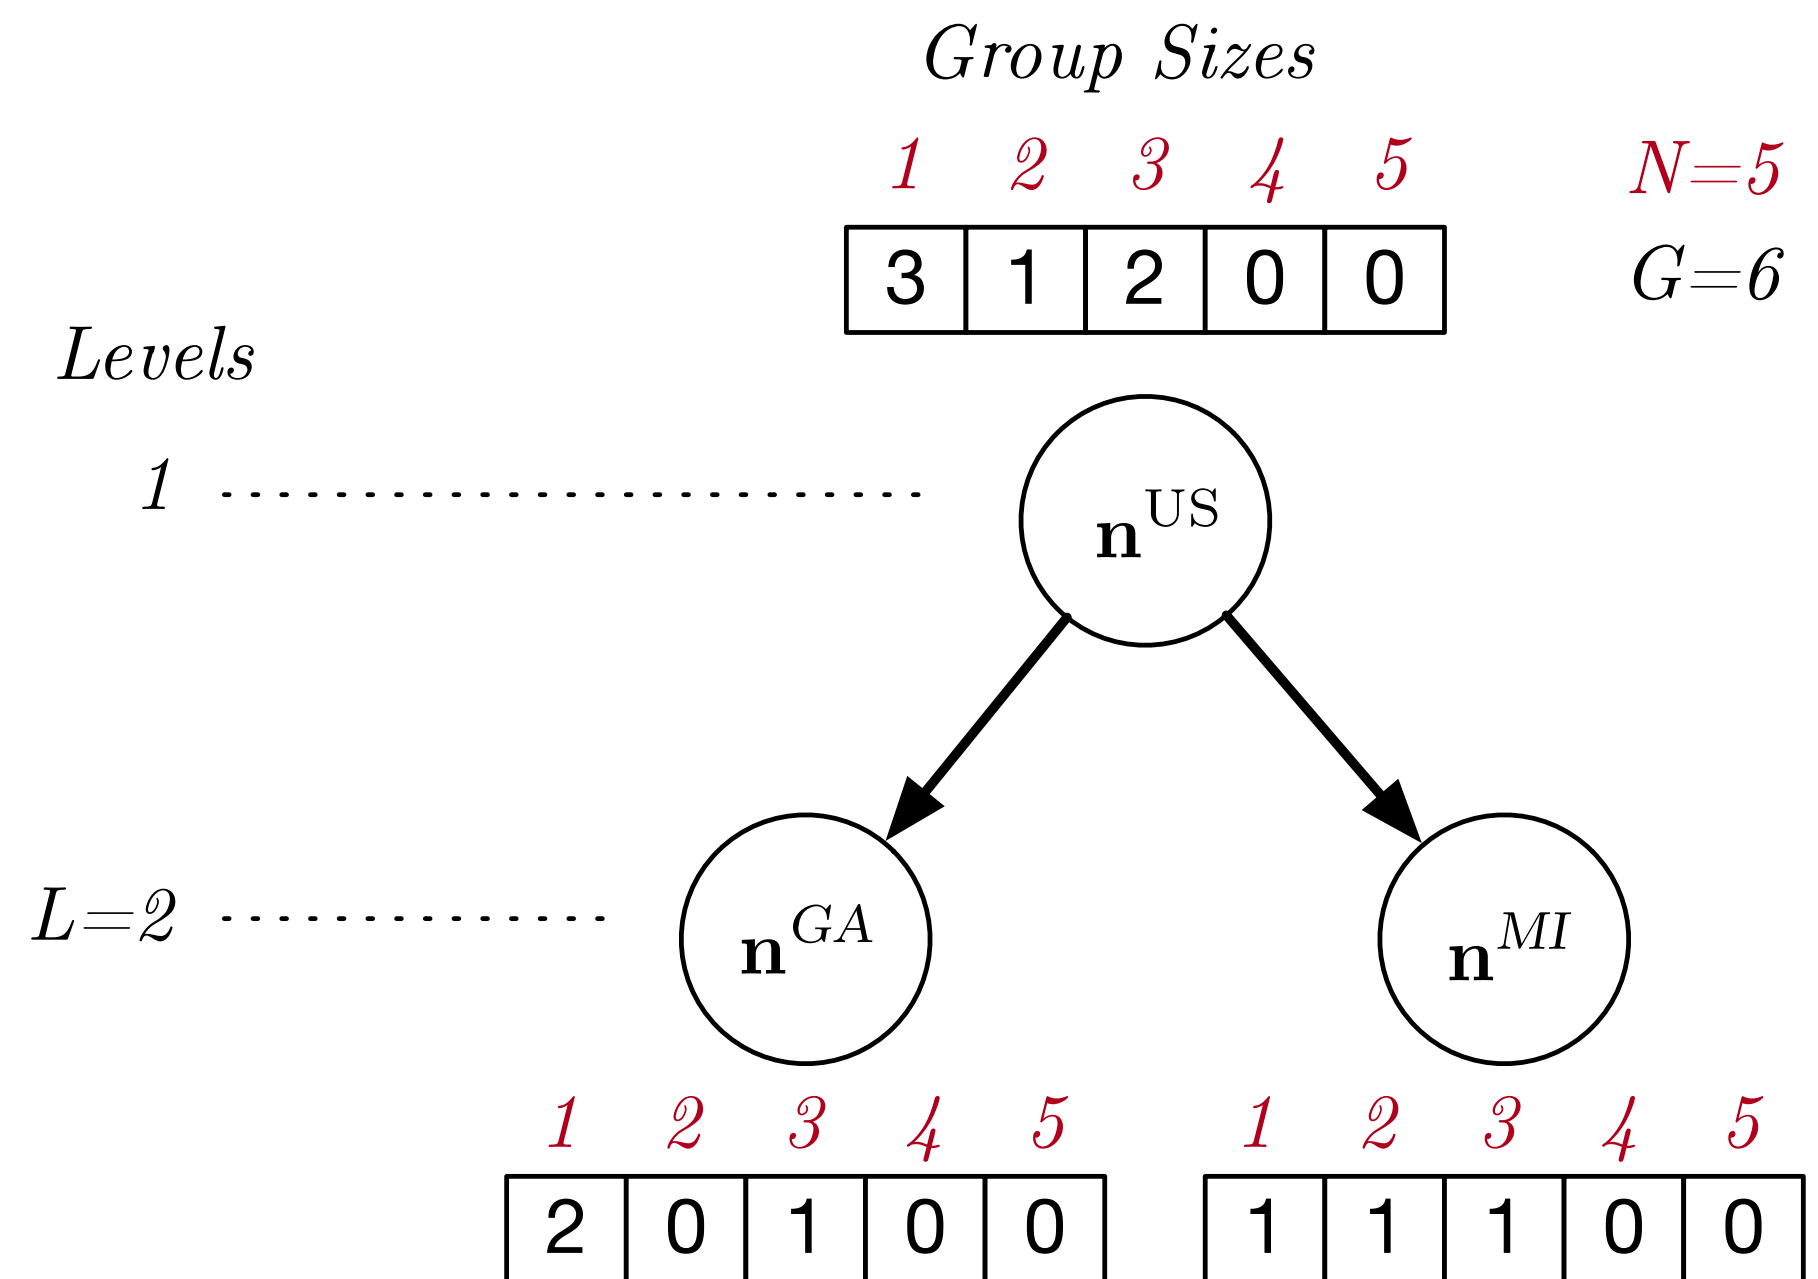 Group Sizes
1 2 3 4 5 N=5
3 1 2 0 0 G=6
Levels
1
n^US
L=2
n^GA n^MI
1 2 3 4 5 1 2 3 4 5
2 0 1 0 0 1 1 1 0 0